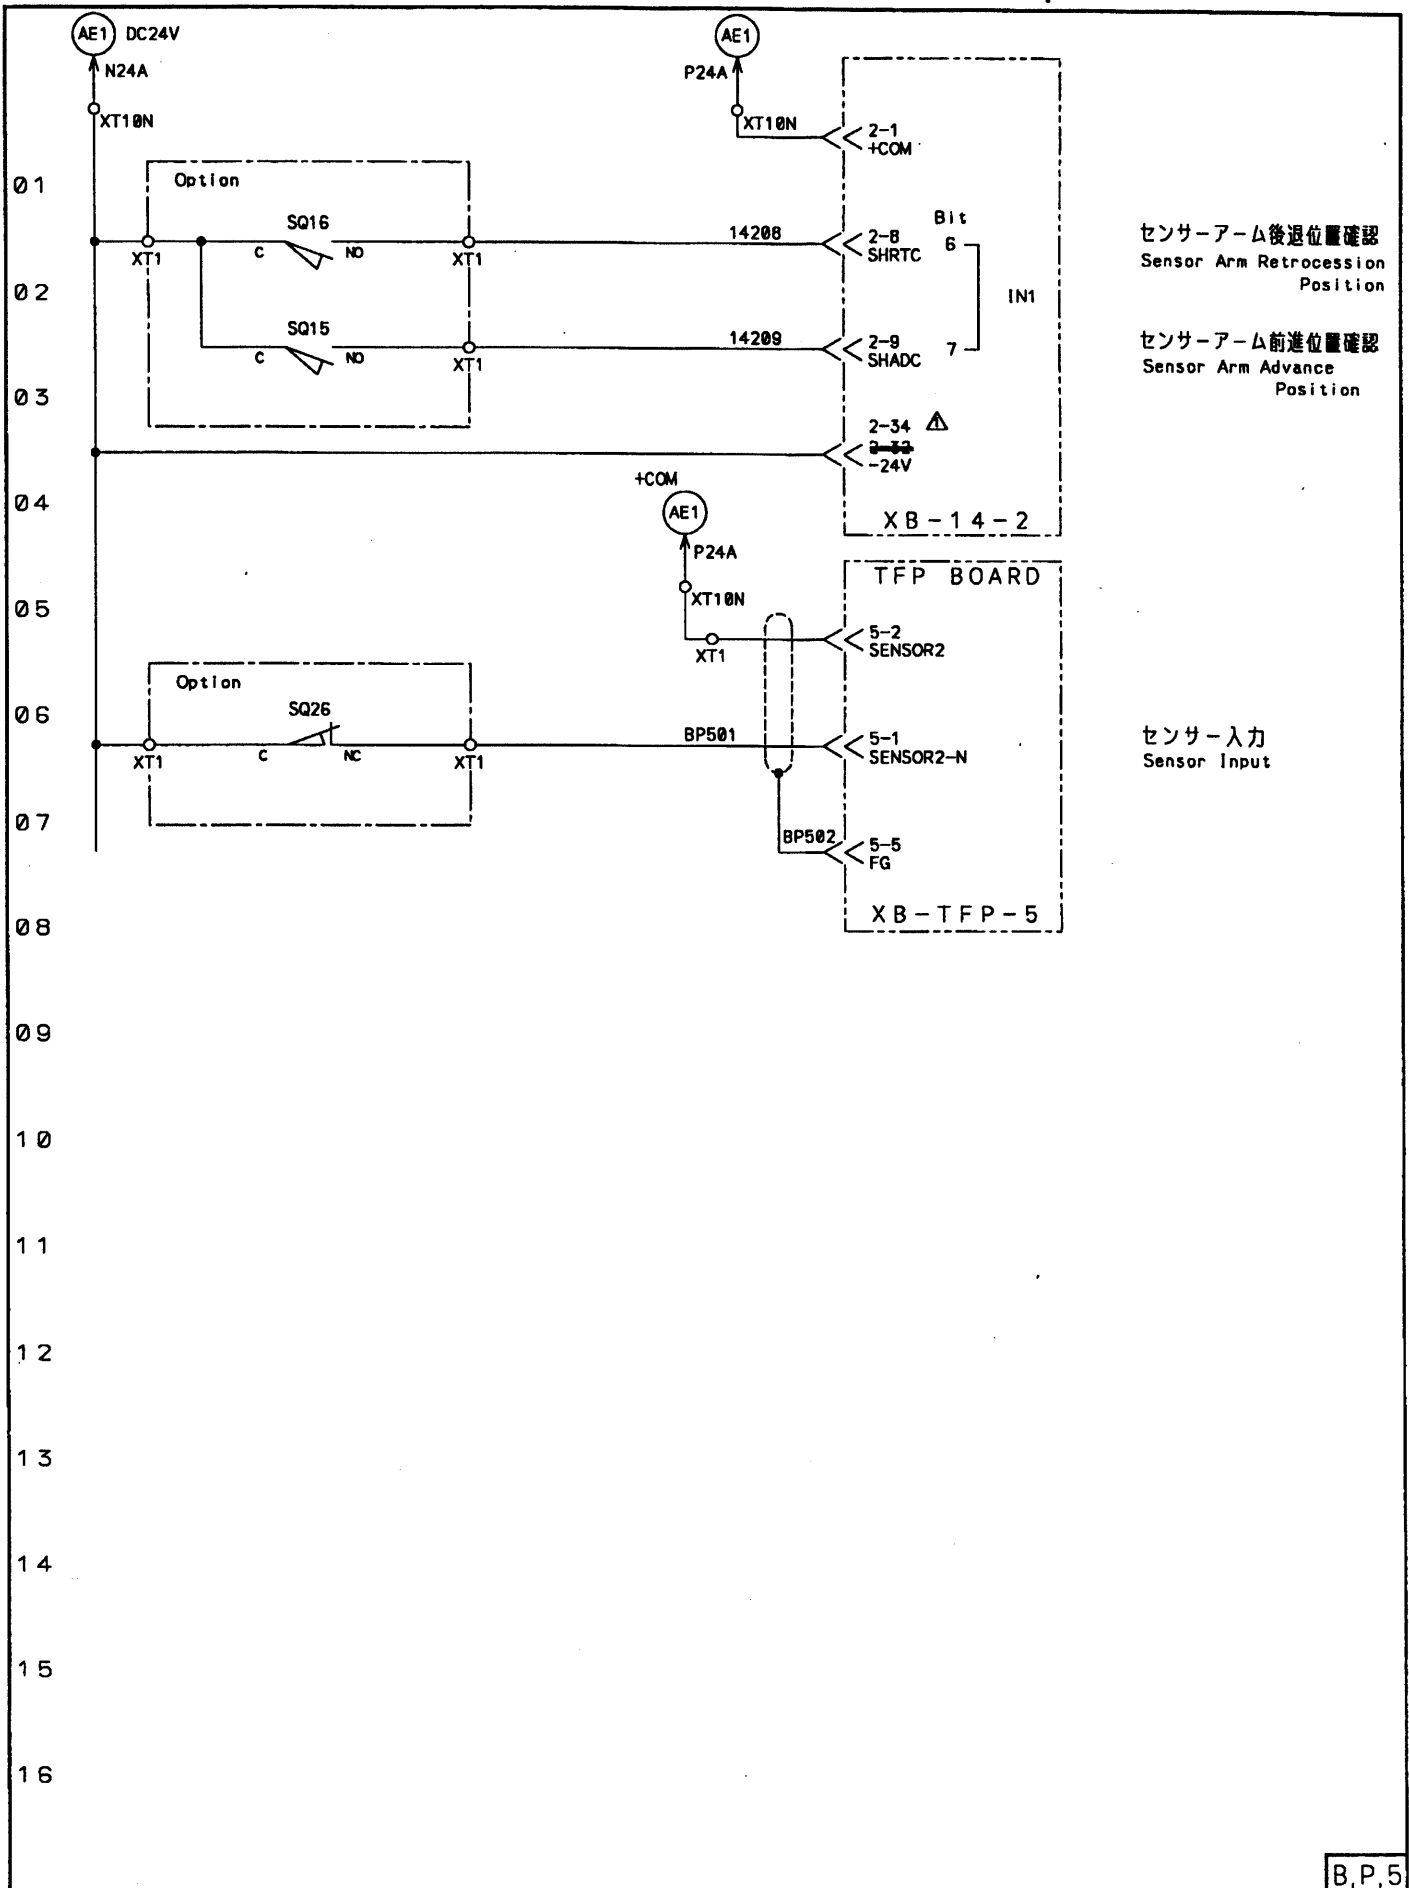 AE1 DC24V
N24A
XT10N
AE1
P24A
XT10N
2-1
+COM
01
Option
SQ16
C
NO
XT1
XT1
14208
2-8
SHRTC
Bit
6
センサーアーム後退位置確認
Sensor Arm Retrocession
Position
02
IN1
SQ15
C
NO
XT1
14209
2-9
SHADC
7
センサーアーム前進位置確認
Sensor Arm Advance
Position
03
2-34
1
2-32
-24V
04
+COM
AE1
P24A
XB-14-2
TFP BOARD
05
XT10N
XT1
5-2
SENSOR2
Option
06
SQ26
C
NC
XT1
XT1
BP501
5-1
SENSOR2-N
センサー入力
Sensor Input
07
BP502
5-5
FG
08
XB-TFP-5
09
10
11
12
13
14
15
16
B.P.5